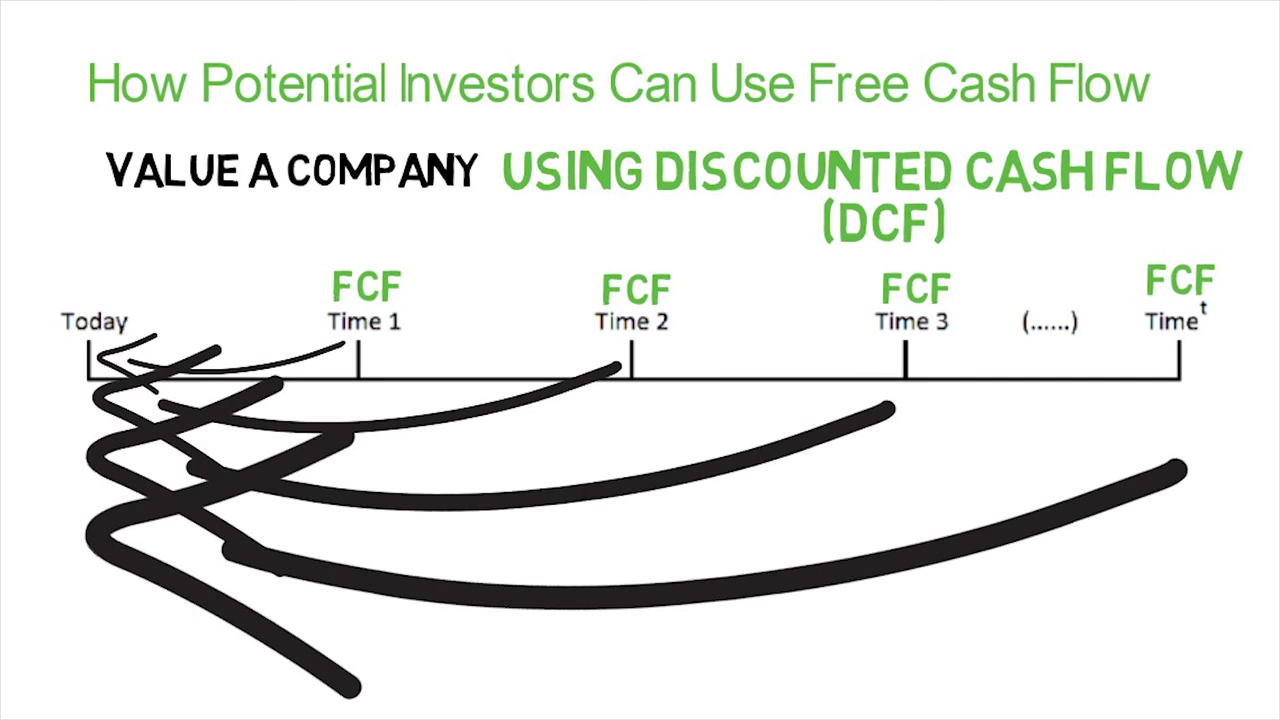 How Potential Investors Can Use Free Cash Flow
VALUE A COMPANY USING DISCOUNTED CASH FLOW
(DCF)
FCF FCF FCF FCF
Today Time 1 Time 2 Time 3 (......) Timeᵗ